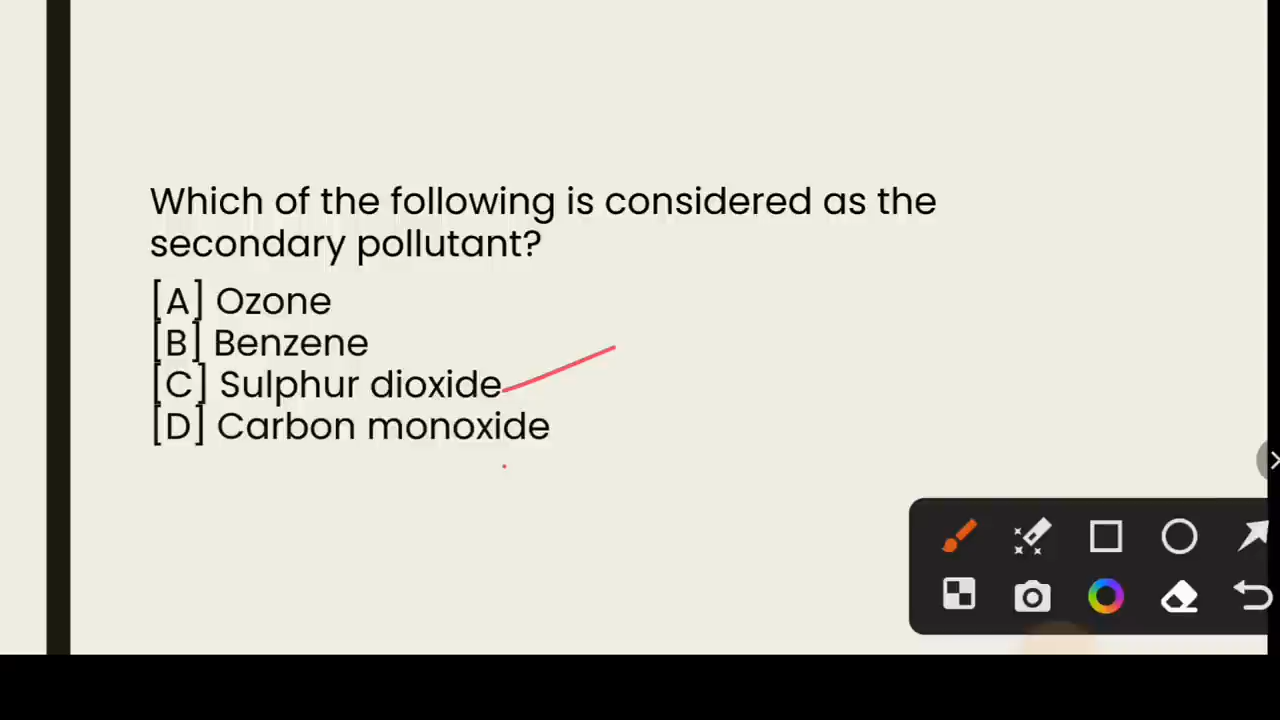 Which of the following is considered as the
secondary pollutant?
[A] Ozone
[B] Benzene
[C] Sulphur dioxide
[D] Carbon monoxide